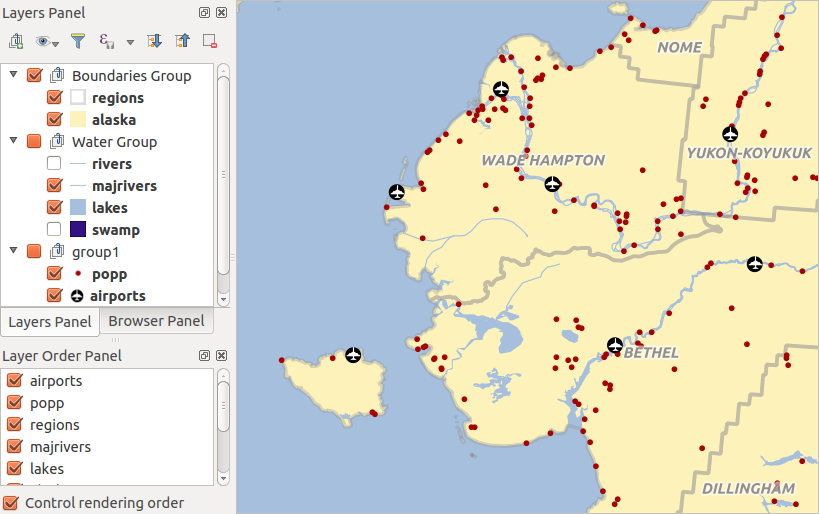 Layers Panel
Boundaries Group
regions
alaska
Water Group
rivers
majrivers
lakes
swamp
group1
popp
airports
Layers Panel
Browser Panel
Layer Order Panel
airports
popp
regions
majrivers
lakes
Control rendering order
NOME
WADE HAMPTON
YUKON-KOYUKUK
BETHEL
DILLINGHAM